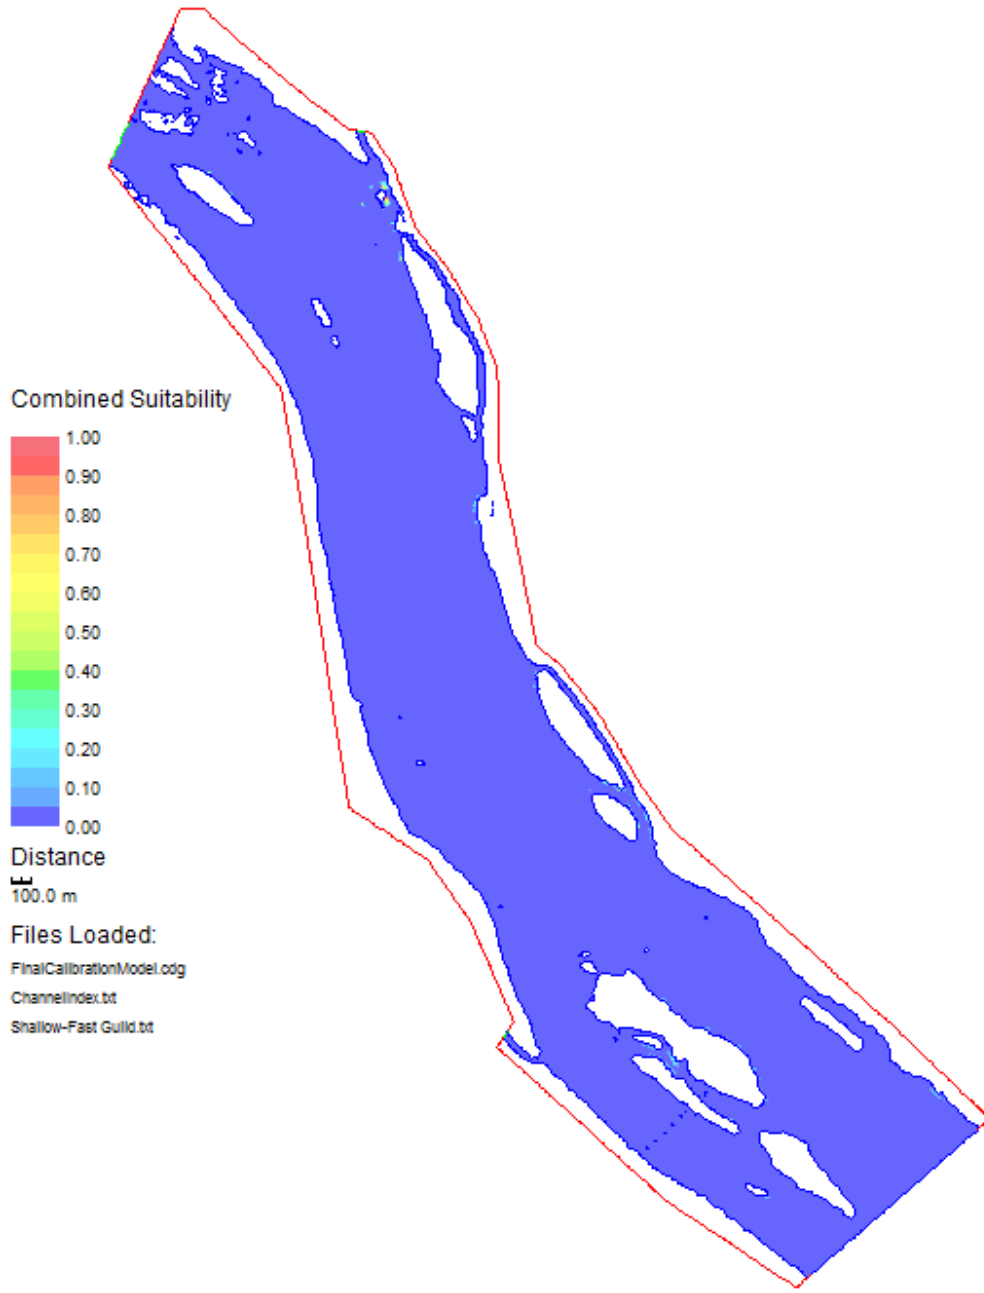 Combined Suitability
1.00
0.90
0.80
0.70
0.60
0.50
0.40
0.30
0.20
0.10
0.00
Distance
100.0 m
Files Loaded:
FinalCalibrationModel.cdg
ChannelIndex.txt
Shallow-Fast Guild.txt